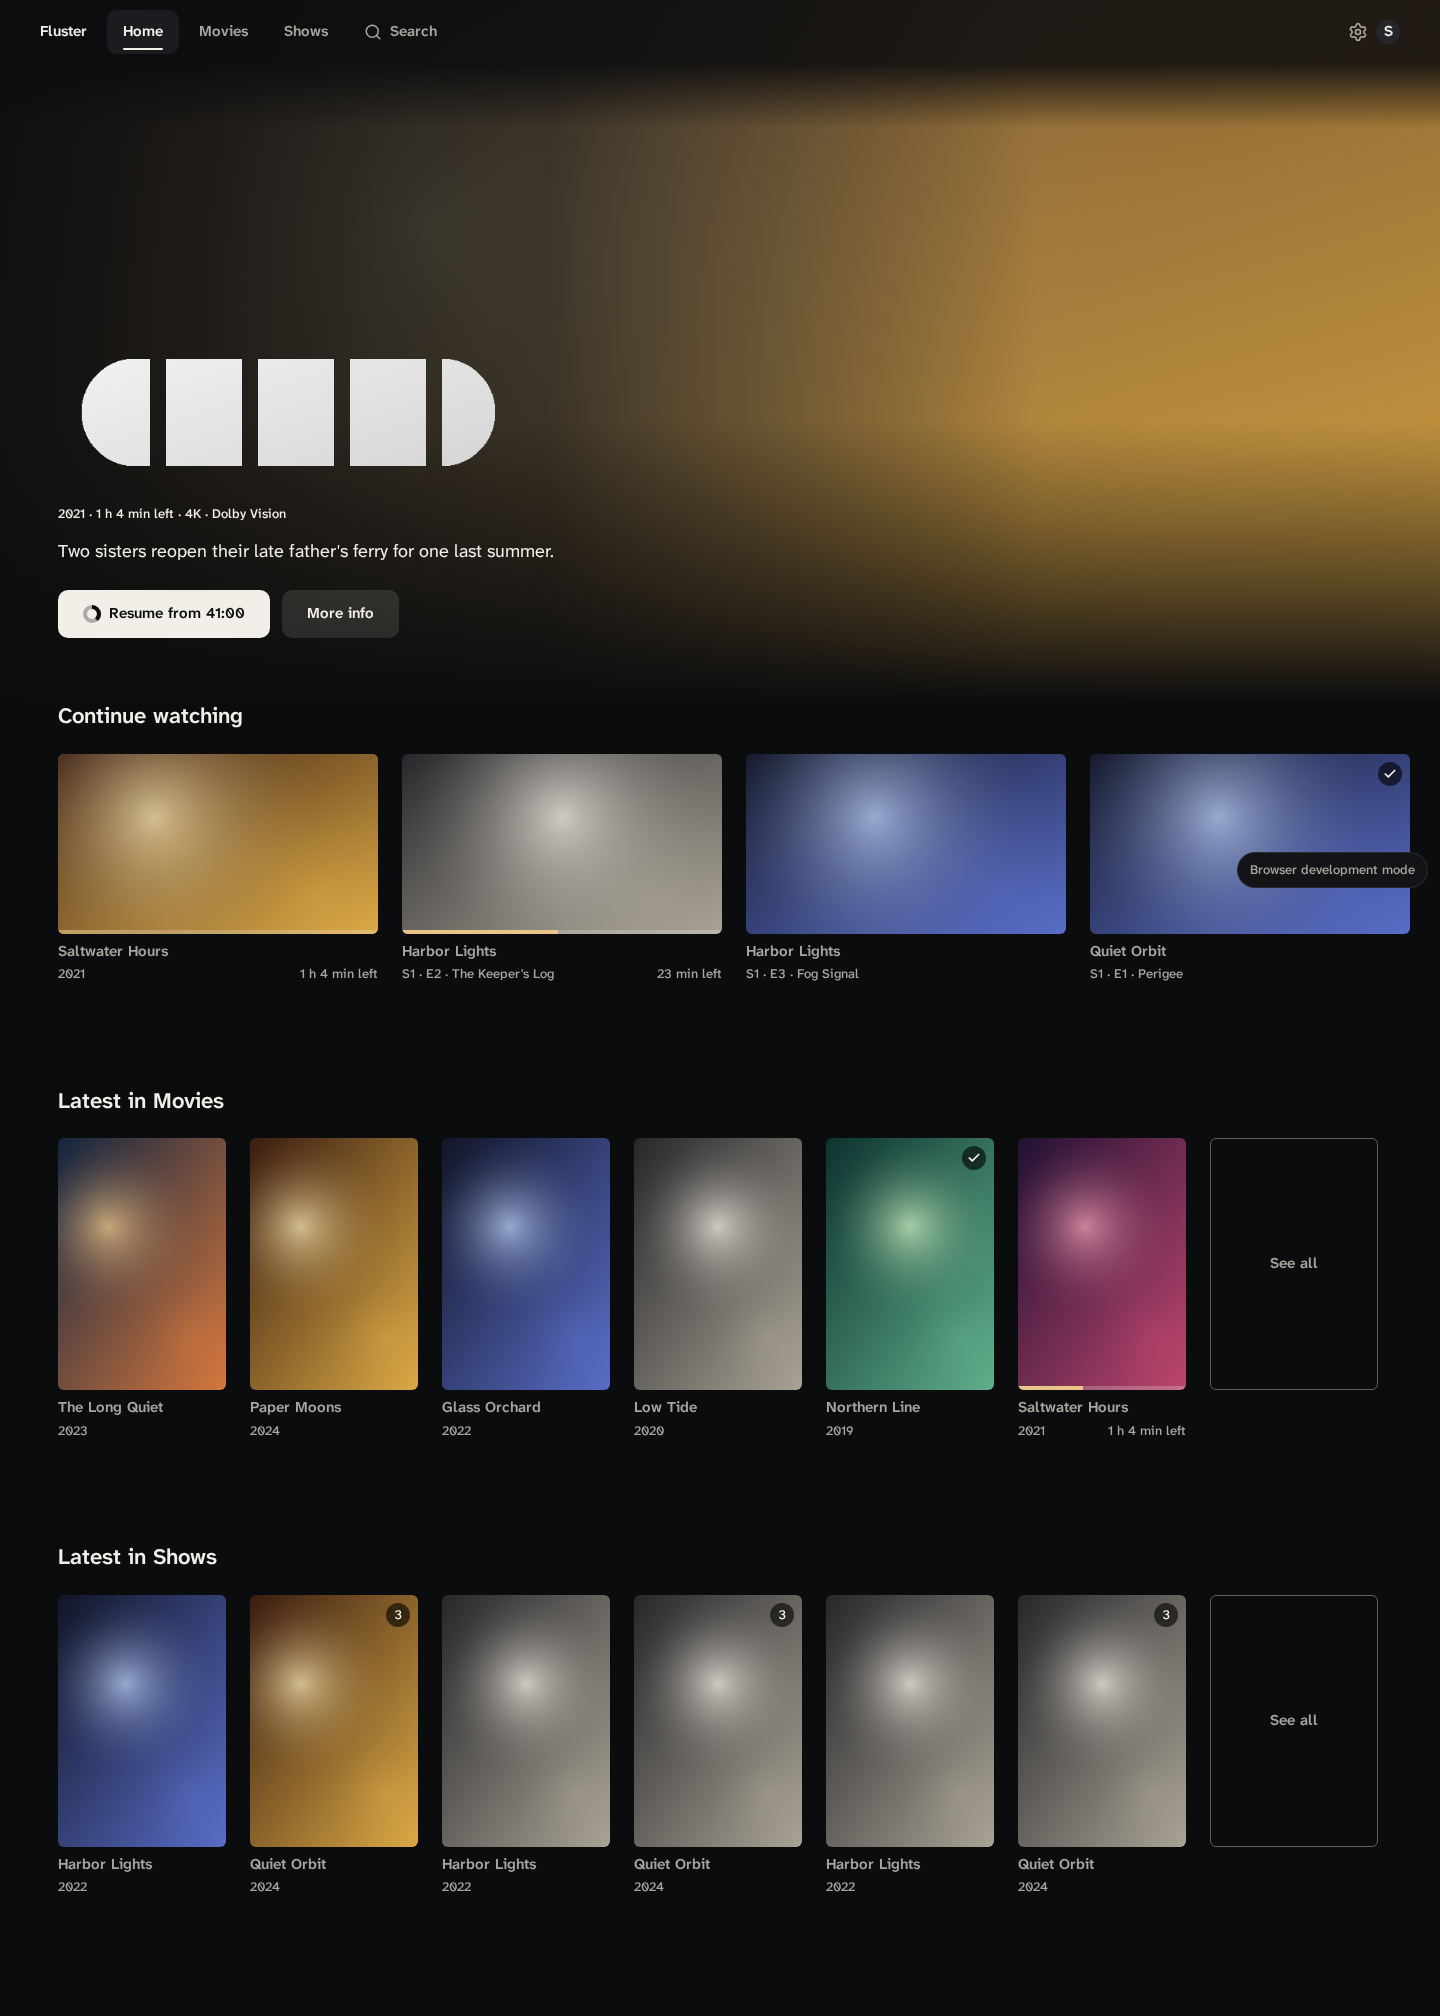 Fluster
Home
Movies
Shows
Search
S
2021 · 1 h 4 min left · 4K · Dolby Vision
Two sisters reopen their late father's ferry for one last summer.
Resume from 41:00
More info
Continue watching
Browser development mode
Saltwater Hours
2021
1 h 4 min left
Harbor Lights
S1 · E2 · The Keeper's Log
23 min left
Harbor Lights
S1 · E3 · Fog Signal
Quiet Orbit
S1 · E1 · Perigee
Latest in Movies
See all
The Long Quiet
2023
Paper Moons
2024
Glass Orchard
2022
Low Tide
2020
Northern Line
2019
Saltwater Hours
2021
1 h 4 min left
Latest in Shows
3
3
3
See all
Harbor Lights
2022
Quiet Orbit
2024
Harbor Lights
2022
Quiet Orbit
2024
Harbor Lights
2022
Quiet Orbit
2024